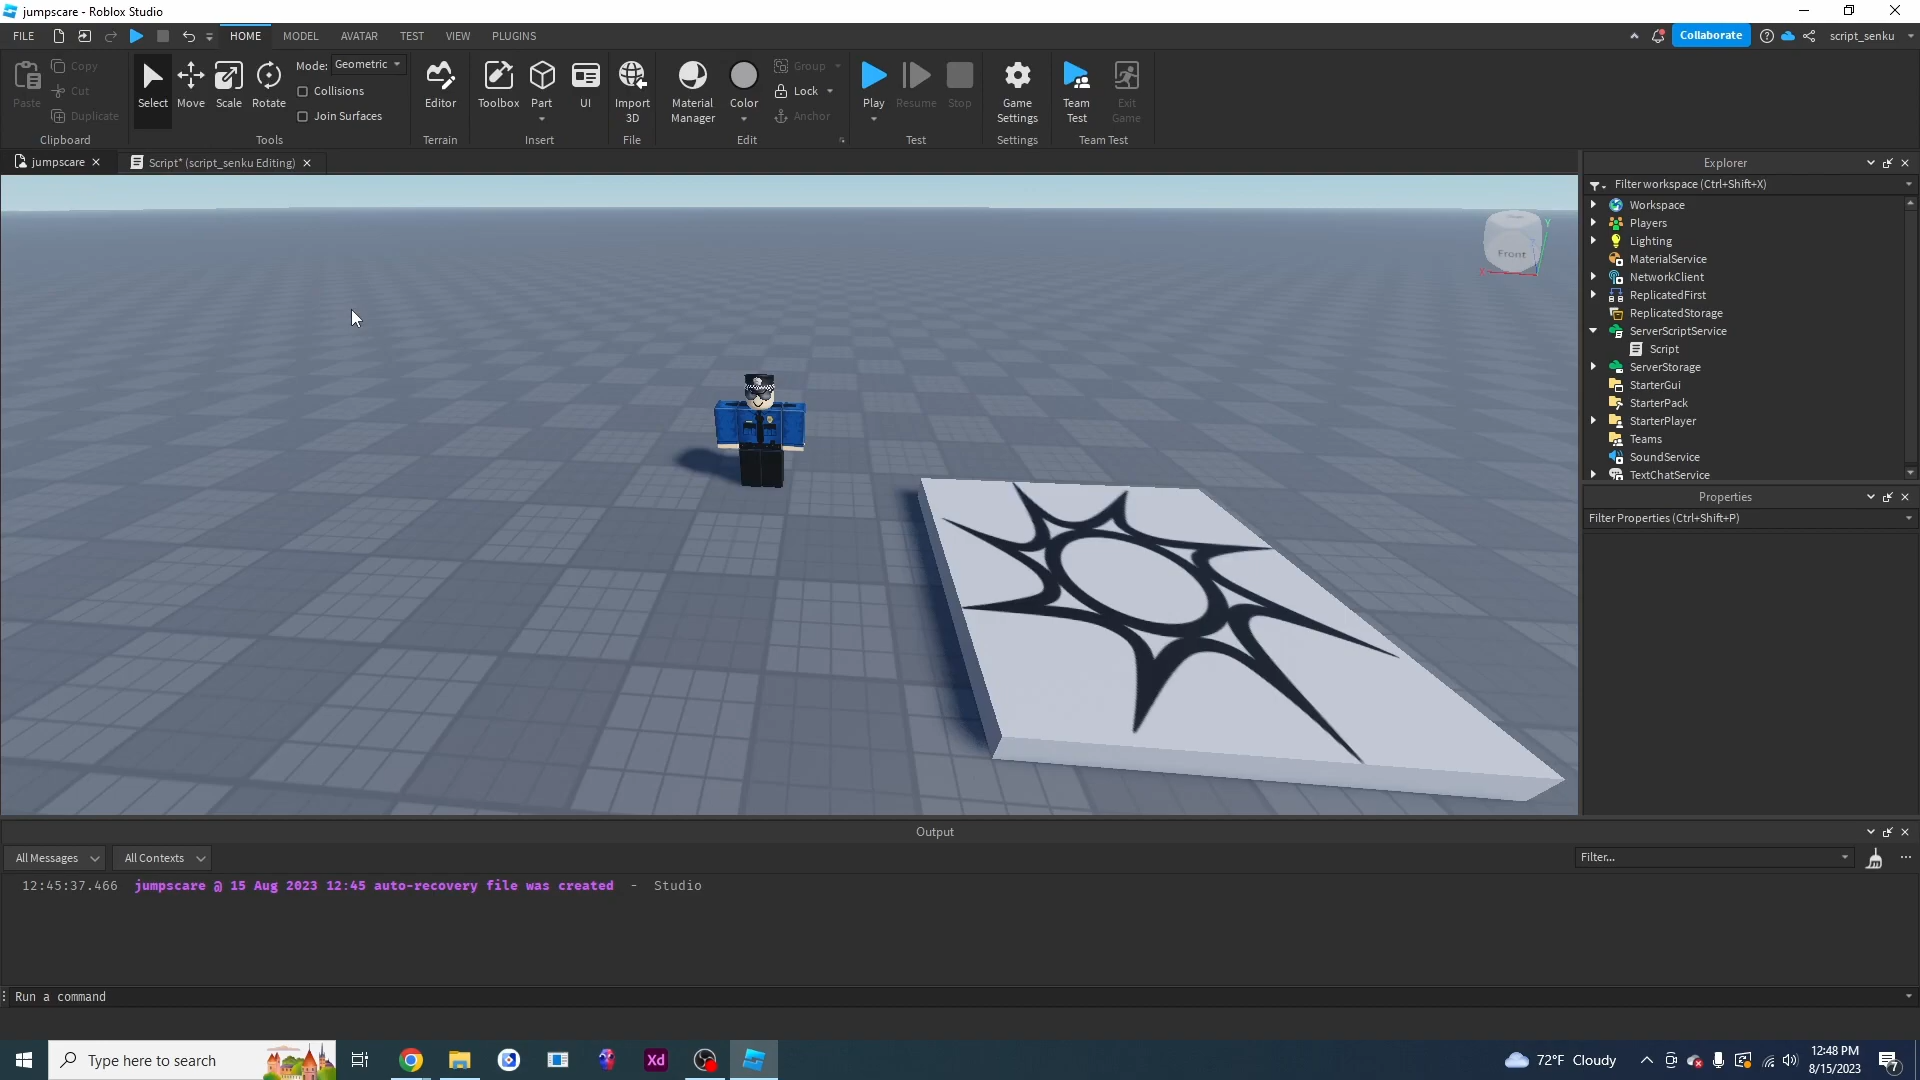 jumpscare - Roblox Studio
FILE
HOME
MODEL
AVATAR
TEST
VIEW
PLUGINS
Collaborate
script_senku
Paste
Copy
Cut
Duplicate
Clipboard
Select
Move
Scale
Rotate
Mode: Geometric
Collisions
Join Surfaces
Tools
Editor
Terrain
Toolbox
Part
UI
Insert
Import
3D
File
Material
Manager
Color
Group
Lock
Anchor
Edit
Play
Resume
Stop
Test
Game
Settings
Settings
Team
Test
Exit
Game
Team Test
jumpscare
Script* (script_senku Editing)
Front
Y
Explorer
Filter workspace (Ctrl+Shift+X)
Workspace
Players
Lighting
MaterialService
NetworkClient
ReplicatedFirst
ReplicatedStorage
ServerScriptService
Script
ServerStorage
StarterGui
StarterPack
StarterPlayer
Teams
SoundService
TextChatService
Properties
Filter Properties (Ctrl+Shift+P)
Output
All Messages
All Contexts
Filter...
12:45:37.466 jumpscare @ 15 Aug 2023 12:45 auto-recovery file was created - Studio
Run a command
Type here to search
Xd
72°F Cloudy
12:48 PM
8/15/2023
7